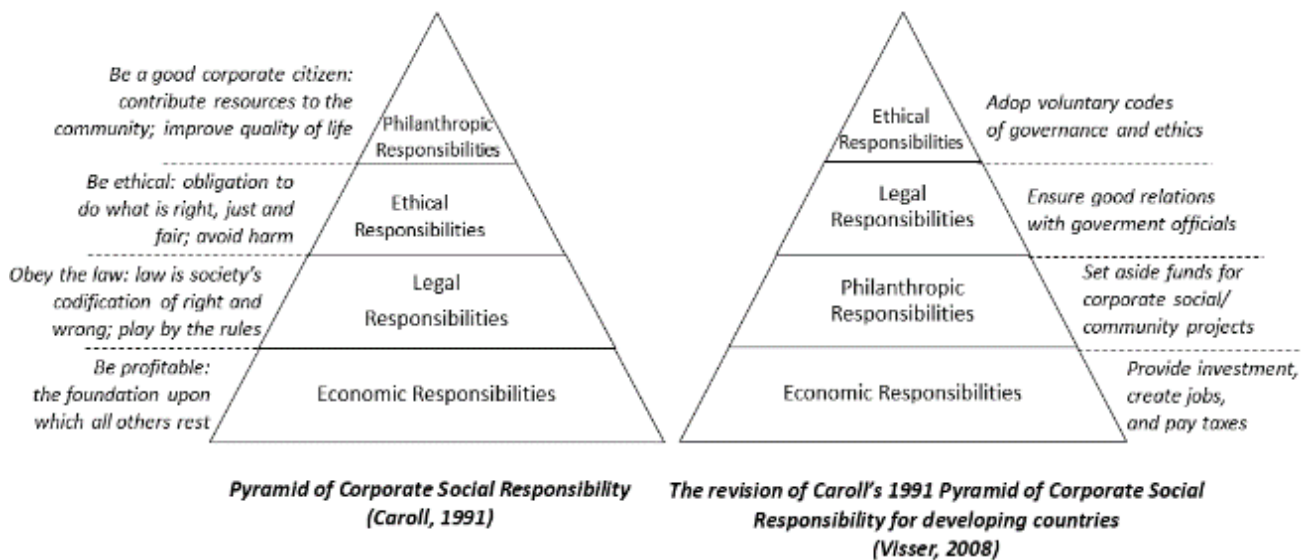 Be a good corporate citizen:
contribute resources to the
community; improve quality of life
Philanthropic
Responsibilities
Be ethical: obligation to
do what is right, just and
fair; avoid harm
Ethical
Responsibilities
Obey the law: law is society's
codification of right and
wrong; play by the rules
Legal
Responsibilities
Be profitable:
the foundation upon
which all others rest
Economic Responsibilities
Pyramid of Corporate Social Responsibility
(Caroll, 1991)
Ethical
Responsibilities
Adop voluntary codes
of governance and ethics
Legal
Responsibilities
Ensure good relations
with goverment officials
Philanthropic
Responsibilities
Set aside funds for
corporate social/
community projects
Economic Responsibilities
Provide investment,
create jobs,
and pay taxes
The revision of Caroll's 1991 Pyramid of Corporate Social
Responsibility for developing countries
(Visser, 2008)